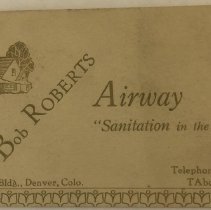 Bob Roberts
Airway
"Sanitation in the
Telephon
Bldg., Denver, Colo.
TAbo